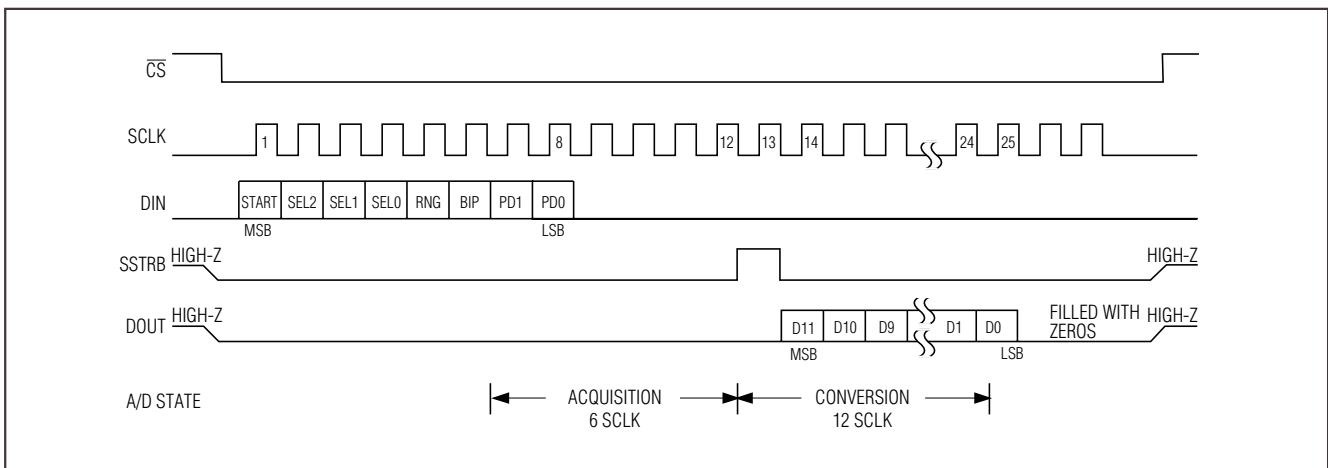 CS
SCLK 1 8 12 13 14 24 25
DIN START SEL2 SEL1 SEL0 RNG BIP PD1 PD0
MSB LSB
SSTRB HIGH-Z HIGH-Z
DOUT HIGH-Z D11 D10 D9 D1 D0 FILLED WITH ZEROS HIGH-Z
MSB LSB
A/D STATE ACQUISITION CONVERSION
6 SCLK 12 SCLK